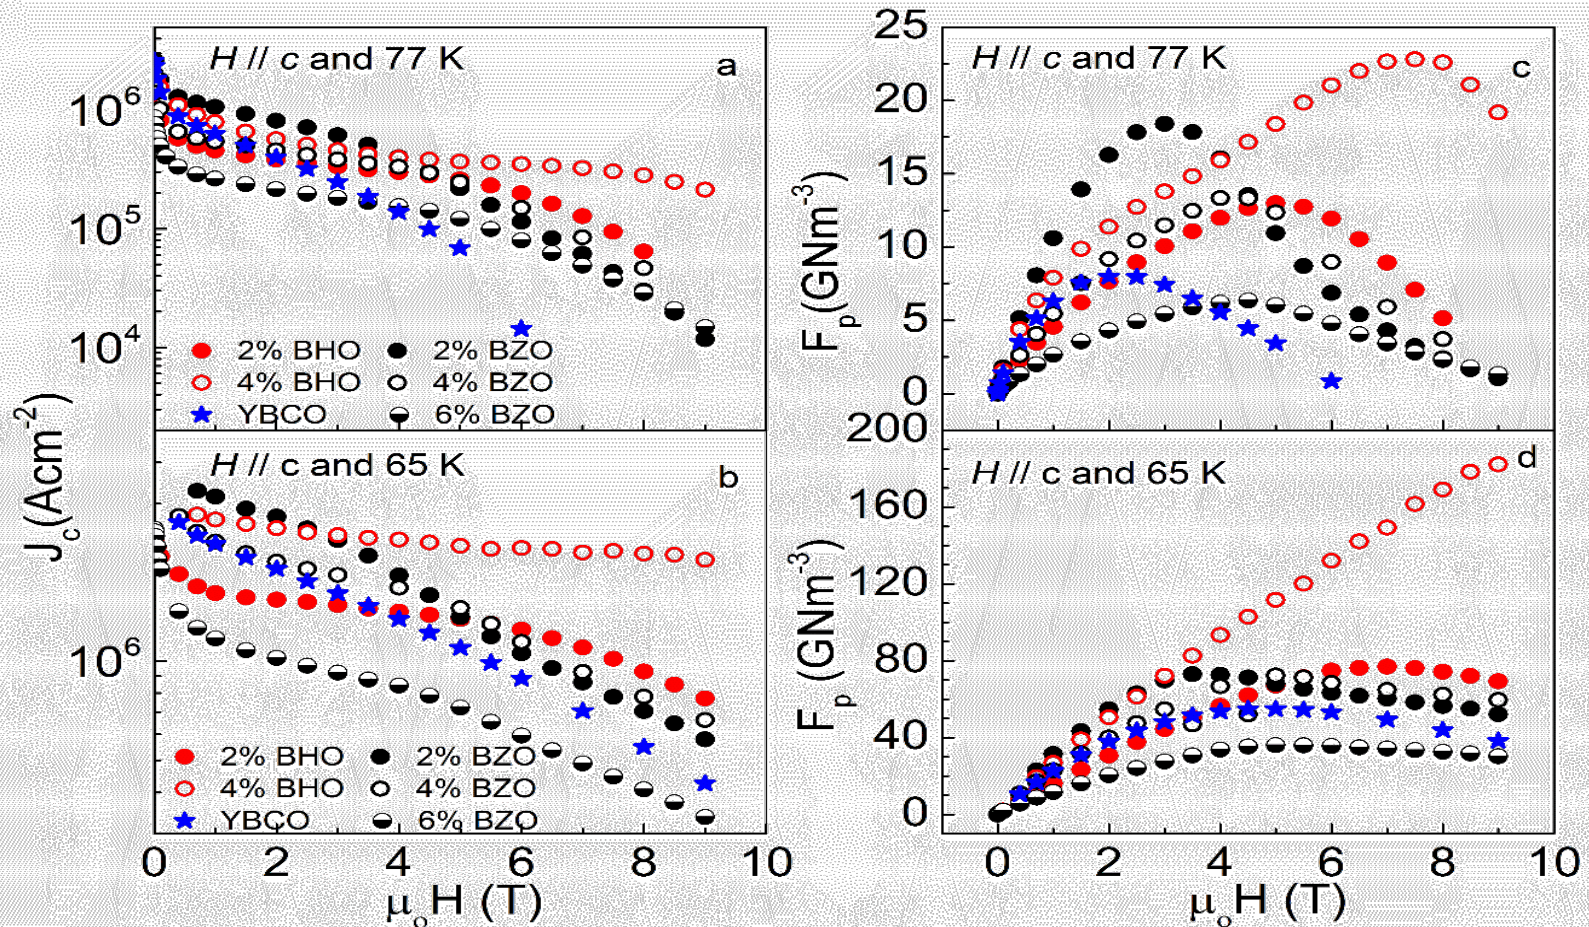 H // c and 77 K
a
10⁶
10⁵
10⁴
2% BHO
2% BZO
4% BHO
4% BZO
YBCO
6% BZO
H // c and 65 K
b
10⁶
2% BHO
2% BZO
4% BHO
4% BZO
YBCO
6% BZO
J_c (Acm⁻²)
0 2 4 6 8 10
μ₀H (T)
H // c and 77 K
c
25
20
15
10
5
0
F_p (GNm⁻³)
H // c and 65 K
d
200
160
120
80
40
0
F_p (GNm⁻³)
0 2 4 6 8 10
μ₀H (T)